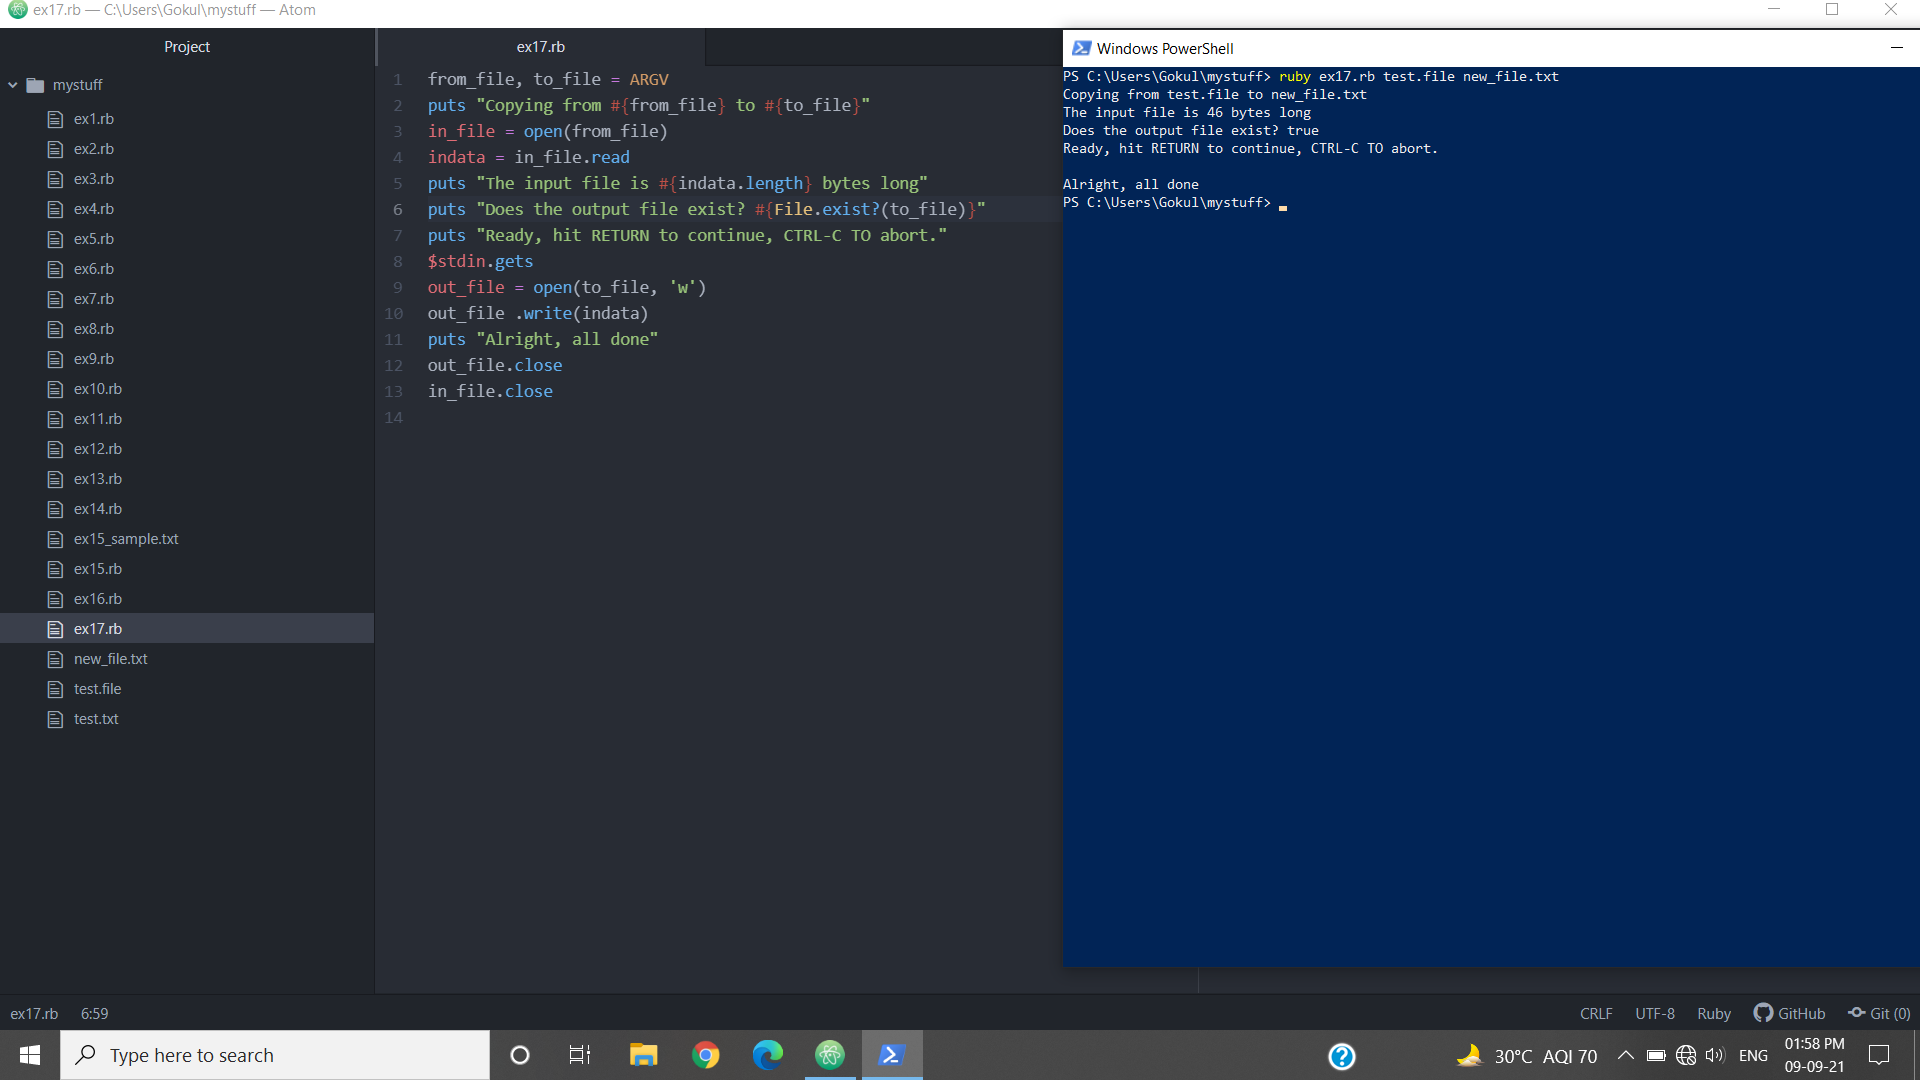 ex17.rb — C:\Users\Gokul\mystuff — Atom
Project
mystuff
ex1.rb
ex2.rb
ex3.rb
ex4.rb
ex5.rb
ex6.rb
ex7.rb
ex8.rb
ex9.rb
ex10.rb
ex11.rb
ex12.rb
ex13.rb
ex14.rb
ex15_sample.txt
ex15.rb
ex16.rb
ex17.rb
new_file.txt
test.file
test.txt
ex17.rb
1 from_file, to_file = ARGV
2 puts "Copying from #{from_file} to #{to_file}"
3 in_file = open(from_file)
4 indata = in_file.read
5 puts "The input file is #{indata.length} bytes long"
6 puts "Does the output file exist? #{File.exist?(to_file)}"
7 puts "Ready, hit RETURN to continue, CTRL-C TO abort."
8 $stdin.gets
9 out_file = open(to_file, 'w')
10 out_file .write(indata)
11 puts "Alright, all done"
12 out_file.close
13 in_file.close
14
Windows PowerShell
PS C:\Users\Gokul\mystuff> ruby ex17.rb test.file new_file.txt
Copying from test.file to new_file.txt
The input file is 46 bytes long
Does the output file exist? true
Ready, hit RETURN to continue, CTRL-C TO abort.
Alright, all done
PS C:\Users\Gokul\mystuff>
ex17.rb 6:59
CRLF UTF-8 Ruby GitHub Git (0)
Type here to search
30°C AQI 70
ENG
01:58 PM
09-09-21